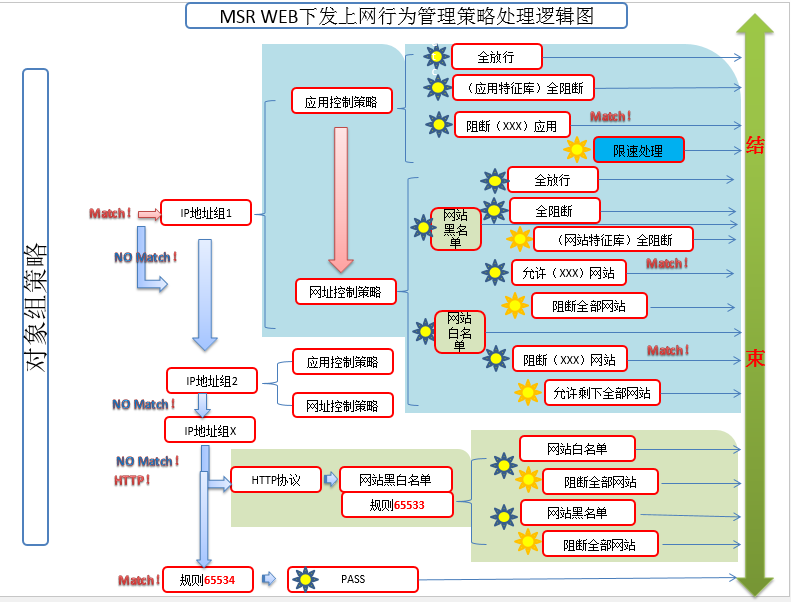 MSR WEB下发上网行为管理策略处理逻辑图
对象组策略
结
束
全放行
应用控制策略
（应用特征库）全阻断
阻断（XXX）应用
Match!
限速处理
全放行
Match!
IP地址组1
网站
黑名
单
全阻断
（网站特征库）全阻断
NO Match!
允许（XXX）网站
Match!
网址控制策略
阻断全部网站
网站
白名
单
阻断（XXX）网站
Match!
应用控制策略
IP地址组2
允许剩下全部网站
网址控制策略
NO Match!
IP地址组X
网站白名单
NO Match!
HTTP!
HTTP协议
网站黑白名单
阻断全部网站
规则65533
网站黑名单
阻断全部网站
Match!
规则65534
PASS